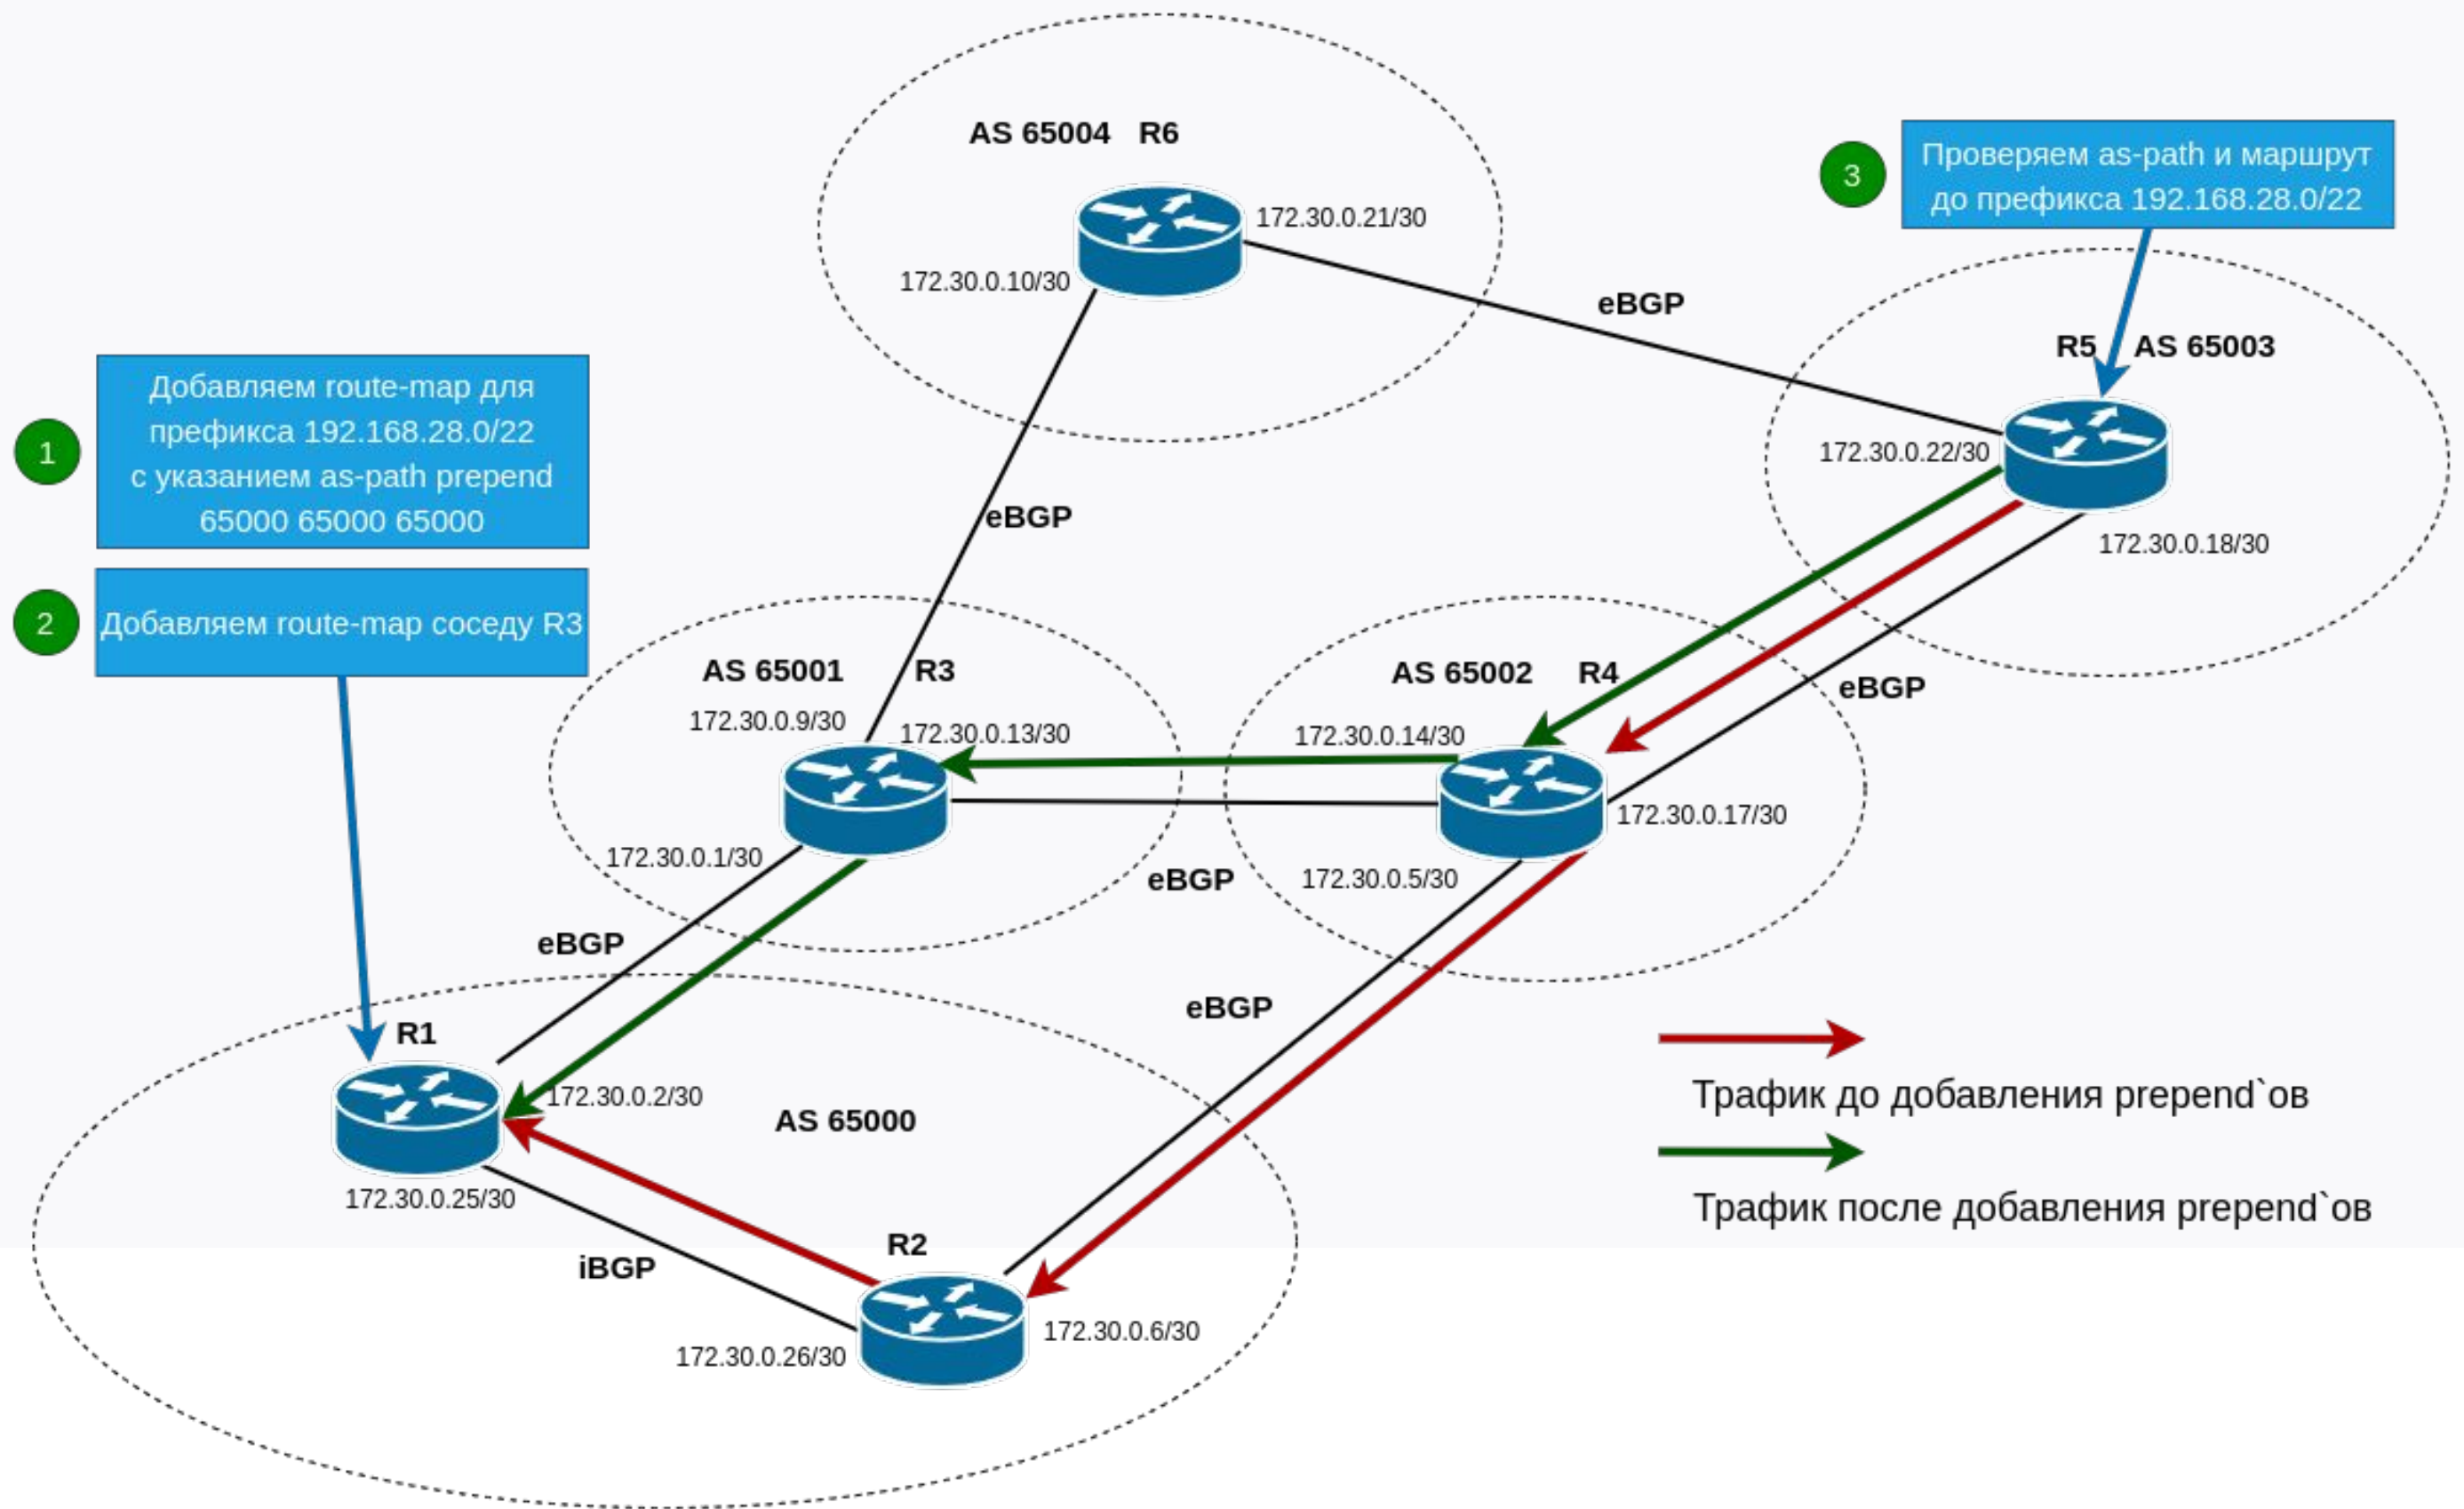 AS 65004 R6
172.30.0.21/30
172.30.0.10/30
eBGP
3
Проверяем as-path и маршрут
до префикса 192.168.28.0/22
R5 AS 65003
172.30.0.22/30
172.30.0.18/30
1
Добавляем route-map для
префикса 192.168.28.0/22
с указанием as-path prepend
65000 65000 65000
eBGP
2
Добавляем route-map соседу R3
AS 65001 R3
172.30.0.9/30
172.30.0.13/30
172.30.0.1/30
AS 65002 R4
172.30.0.14/30
172.30.0.17/30
172.30.0.5/30
eBGP
eBGP
eBGP
eBGP
R1
172.30.0.2/30
AS 65000
172.30.0.25/30
iBGP
R2
172.30.0.26/30
172.30.0.6/30
Трафик до добавления prepend`ов
Трафик после добавления prepend`ов